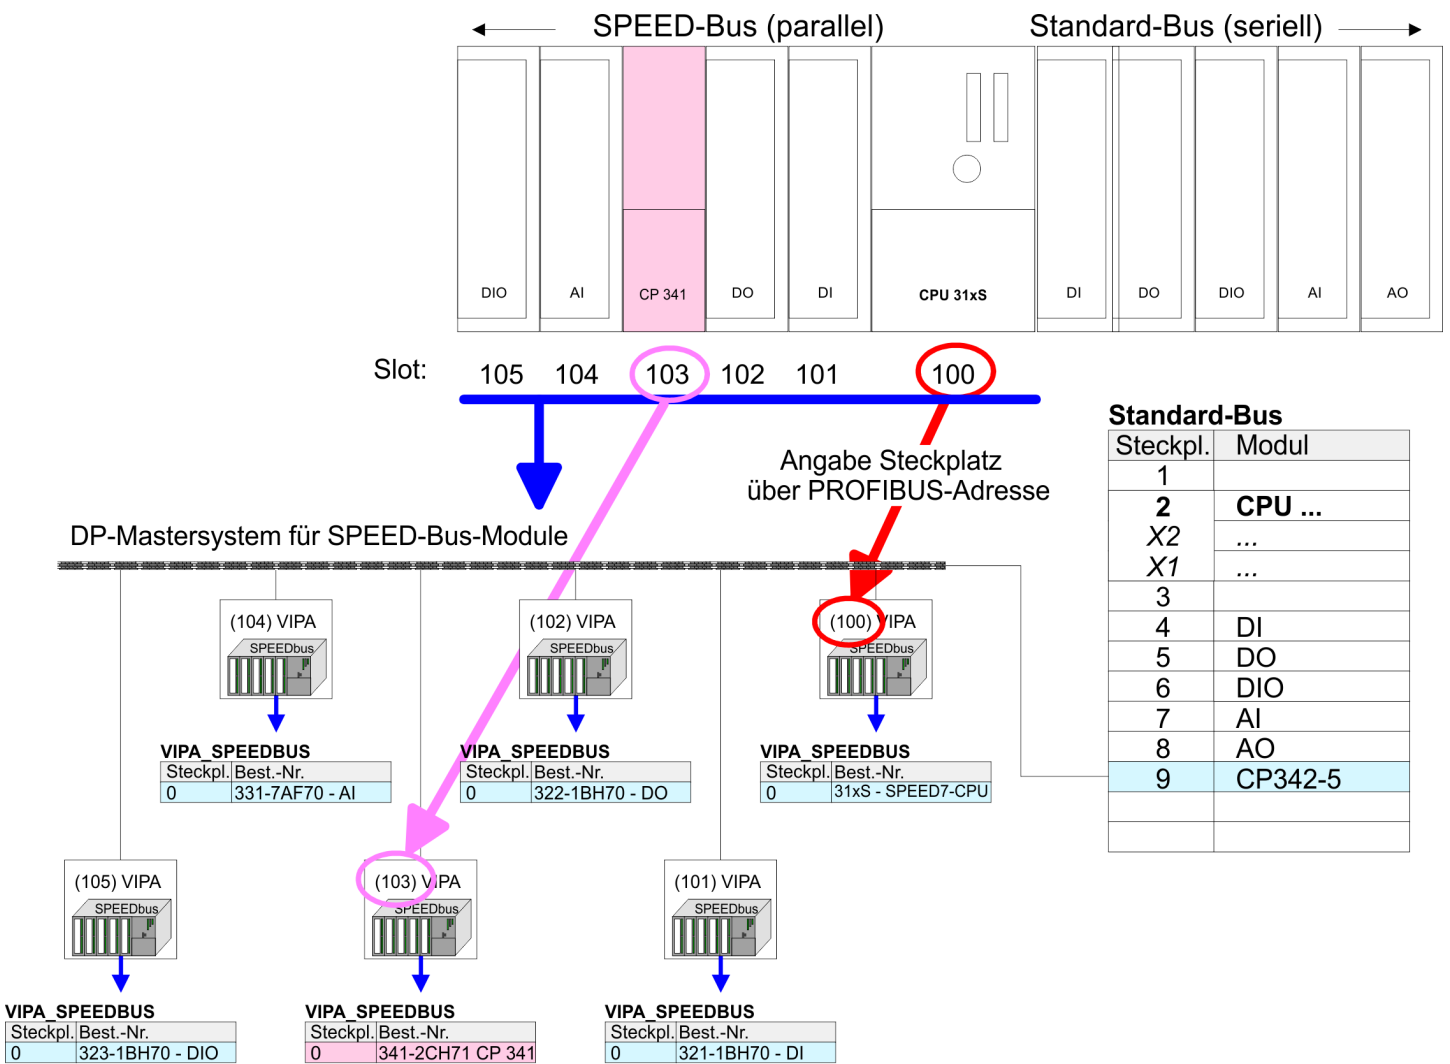 SPEED-Bus (parallel) Standard-Bus (seriell)
DIO AI CP 341 DO DI CPU 31xS DI DO DIO AI AO
Slot: 105 104 103 102 101 100
Angabe Steckplatz
über PROFIBUS-Adresse
DP-Mastersystem für SPEED-Bus-Module
Standard-Bus
Steckpl. Modul
1
2 CPU ...
X2 ...
X1 ...
3
4 DI
5 DO
6 DIO
7 AI
8 AO
9 CP342-5
(104) VIPA
SPEEDbus
VIPA_SPEEDBUS
Steckpl. Best.-Nr.
0 331-7AF70 - AI
(102) VIPA
SPEEDbus
VIPA_SPEEDBUS
Steckpl. Best.-Nr.
0 322-1BH70 - DO
(100) VIPA
SPEEDbus
VIPA_SPEEDBUS
Steckpl. Best.-Nr.
0 31xS - SPEED7-CPU
(105) VIPA
SPEEDbus
VIPA_SPEEDBUS
Steckpl. Best.-Nr.
0 323-1BH70 - DIO
(103) VIPA
SPEEDbus
VIPA_SPEEDBUS
Steckpl. Best.-Nr.
0 341-2CH71 CP 341
(101) VIPA
SPEEDbus
VIPA_SPEEDBUS
Steckpl. Best.-Nr.
0 321-1BH70 - DI